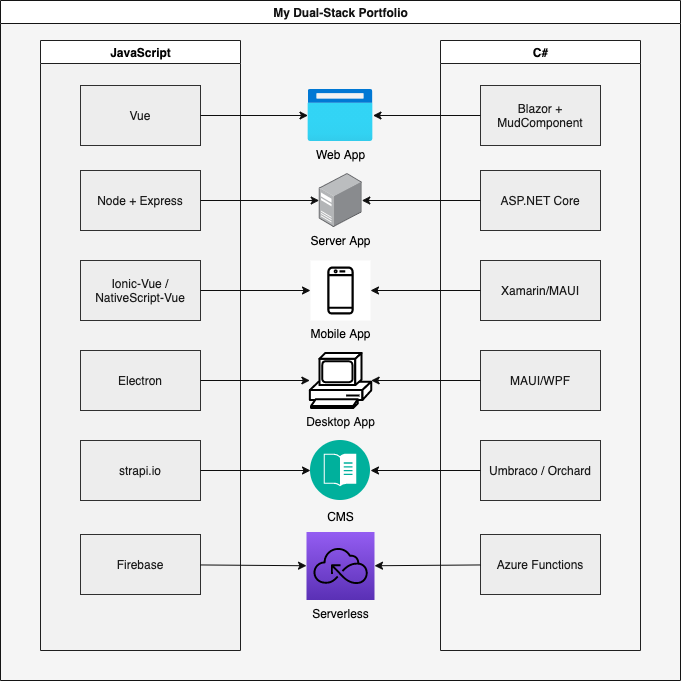 My Dual-Stack Portfolio
JavaScript
C#
Vue
Web App
Blazor +
MudComponent
Node + Express
Server App
ASP.NET Core
Ionic-Vue /
NativeScript-Vue
Mobile App
Xamarin/MAUI
Electron
Desktop App
MAUI/WPF
strapi.io
CMS
Umbraco / Orchard
Firebase
Serverless
Azure Functions